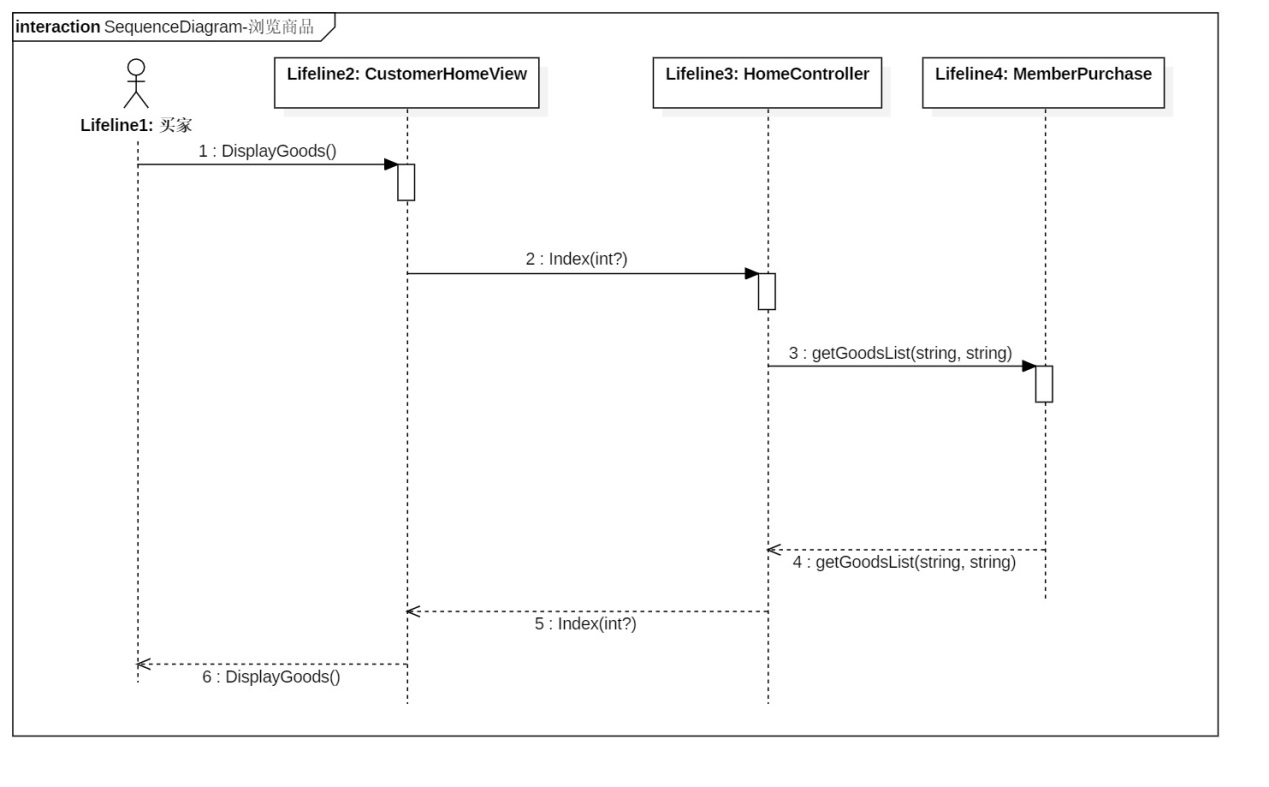 interaction SequenceDiagram-浏览商品
Lifeline2: CustomerHomeView
Lifeline3: HomeController
Lifeline4: MemberPurchase
Lifeline1: 买家
1 : DisplayGoods()
2 : Index(int?)
3 : getGoodsList(string, string)
4 : getGoodsList(string, string)
5 : Index(int?)
6 : DisplayGoods()